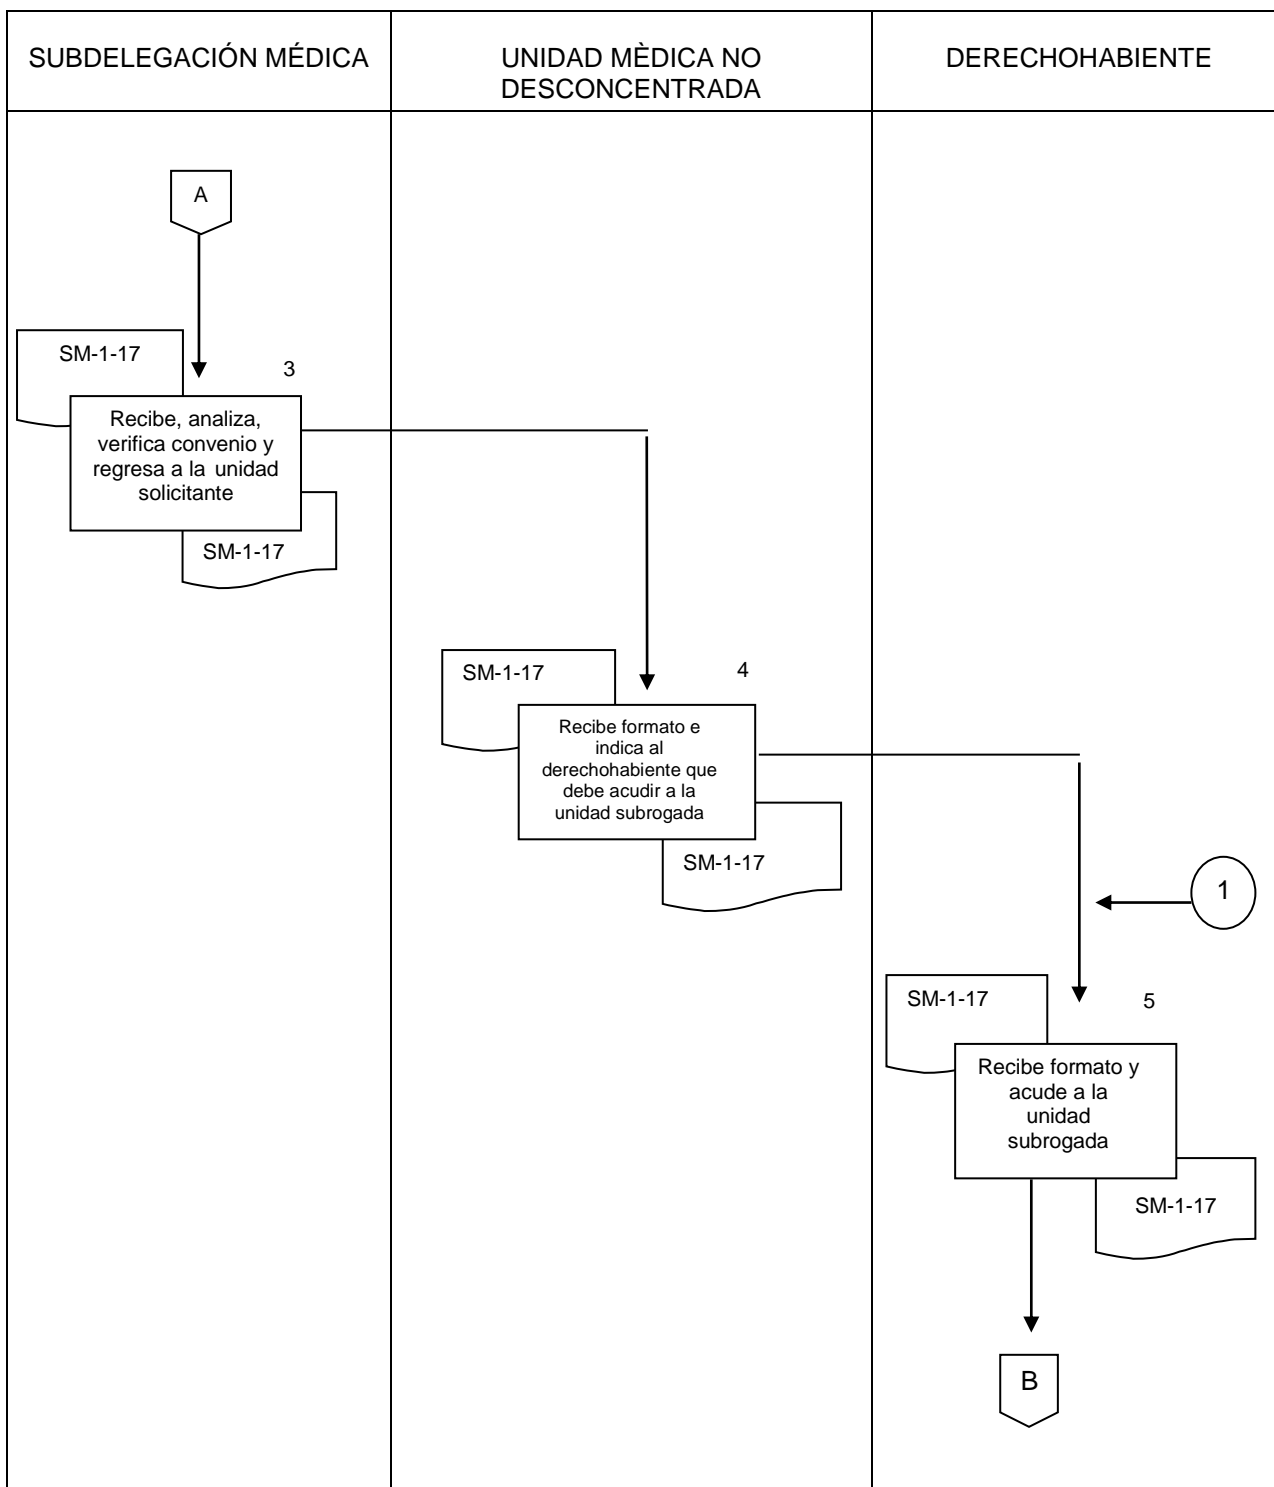 SUBDELEGACIÓN MÉDICA
UNIDAD MÈDICA NO
DESCONCENTRADA
DERECHOHABIENTE
A
SM-1-17
3
Recibe, analiza,
verifica convenio y
regresa a la unidad
solicitante
SM-1-17
SM-1-17
4
Recibe formato e
indica al
derechohabiente que
debe acudir a la
unidad subrogada
SM-1-17
1
SM-1-17
5
Recibe formato y
acude a la
unidad
subrogada
SM-1-17
B